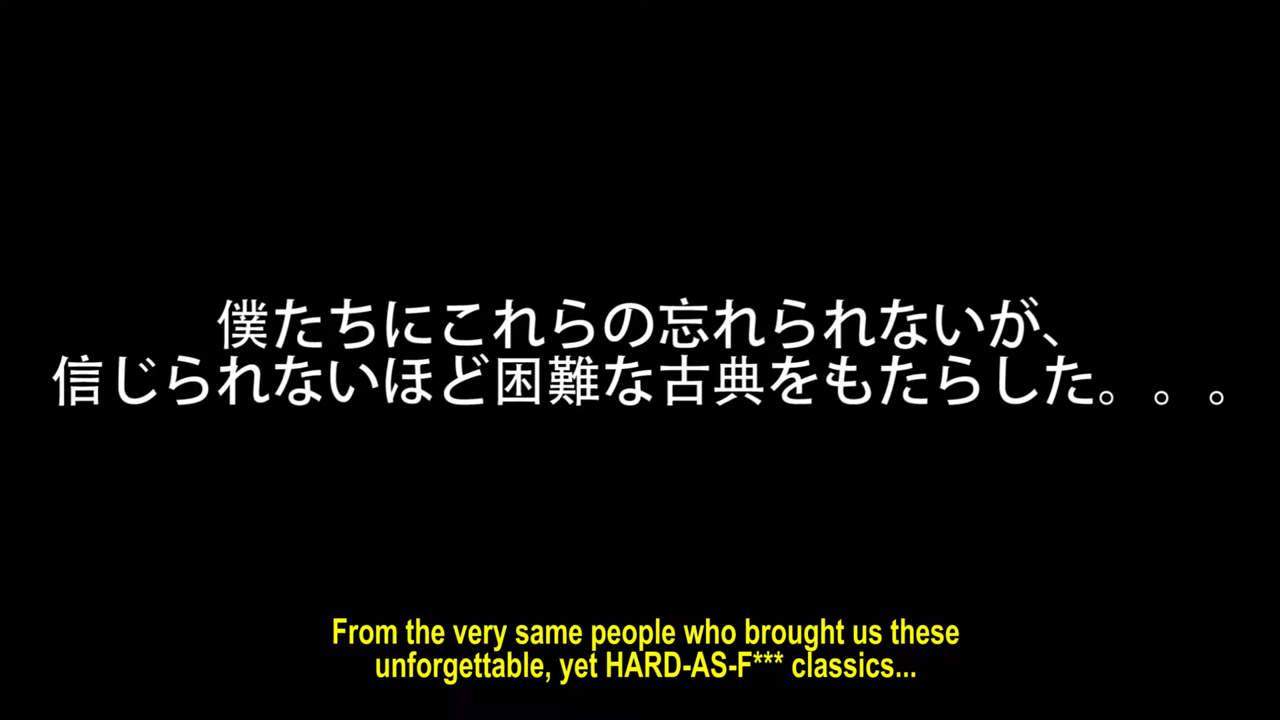 僕たちにこれらの忘れられないが、
信じられないほど困難な古典をもたらした。。。
From the very same people who brought us these
unforgettable, yet HARD-AS-F*** classics...